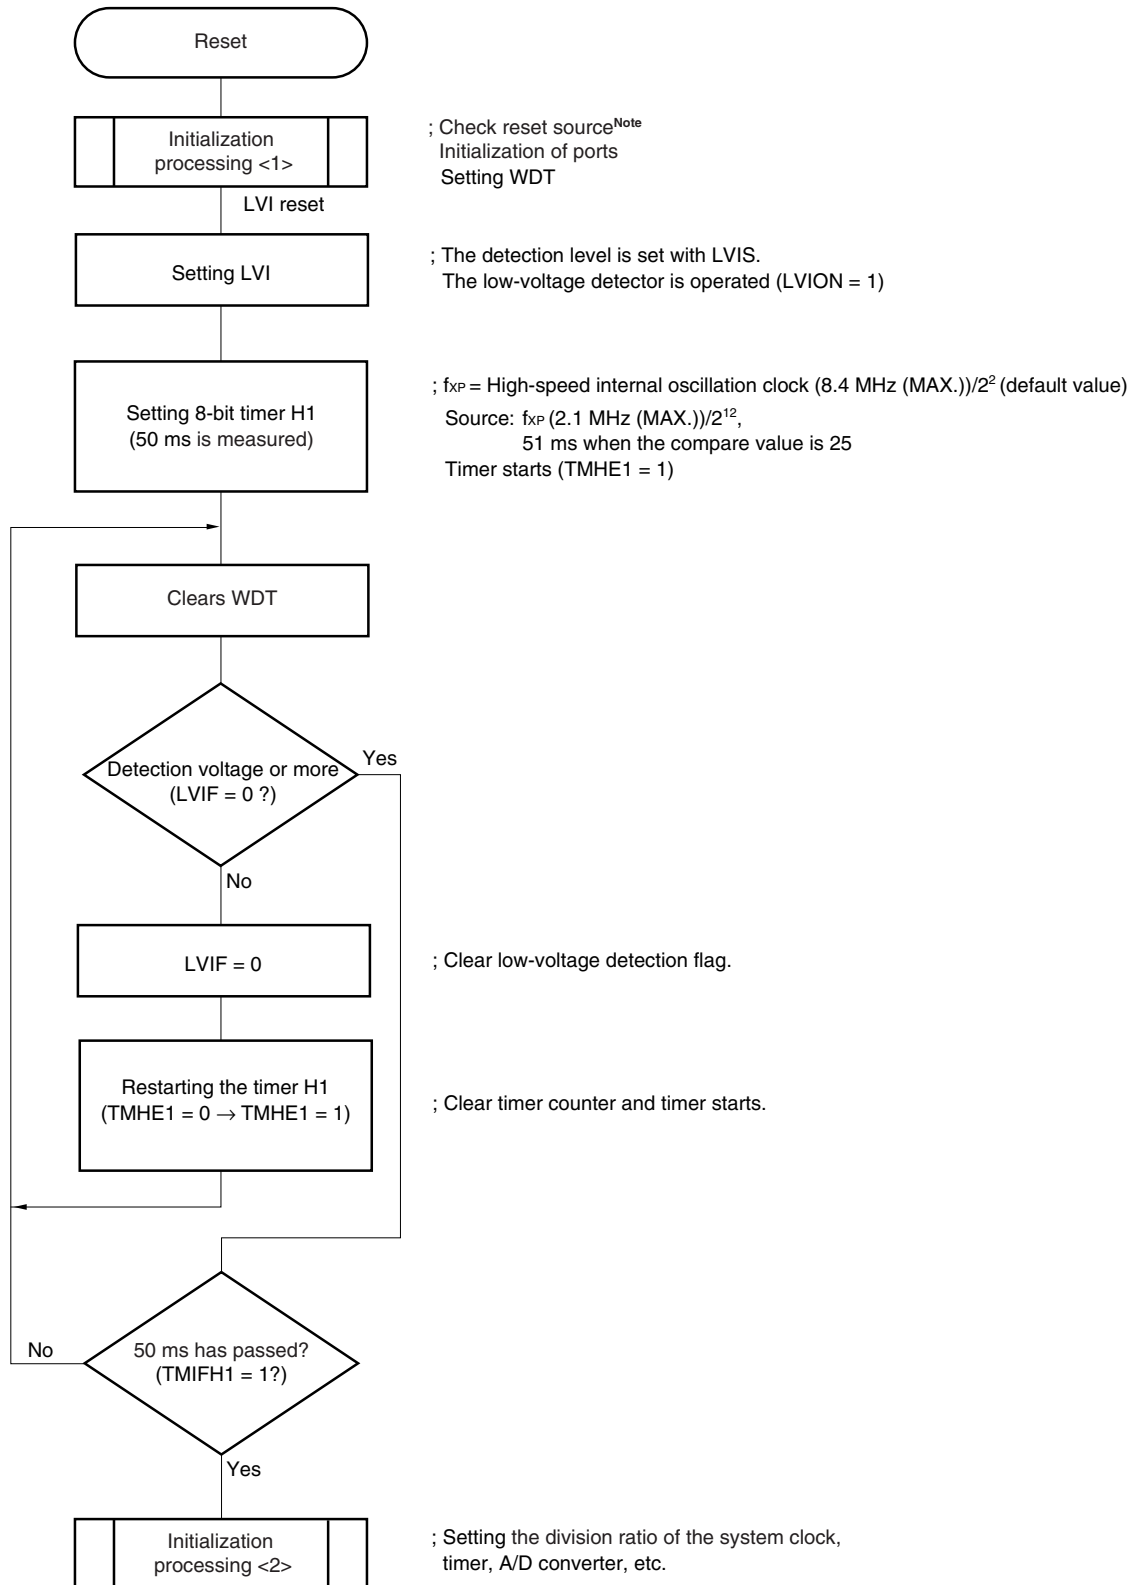 Reset
Initialization
processing <1>
; Check reset sourceNote
Initialization of ports
Setting WDT
LVI reset
Setting LVI
; The detection level is set with LVIS.
The low-voltage detector is operated (LVION = 1)
Setting 8-bit timer H1
(50 ms is measured)
; fXP = High-speed internal oscillation clock (8.4 MHz (MAX.))/2² (default value)
Source: fXP (2.1 MHz (MAX.))/2¹²,
51 ms when the compare value is 25
Timer starts (TMHE1 = 1)
Clears WDT
Detection voltage or more
(LVIF = 0 ?)
Yes
No
LVIF = 0
; Clear low-voltage detection flag.
Restarting the timer H1
(TMHE1 = 0 → TMHE1 = 1)
; Clear timer counter and timer starts.
No
50 ms has passed?
(TMIFH1 = 1?)
Yes
Initialization
processing <2>
; Setting the division ratio of the system clock,
timer, A/D converter, etc.